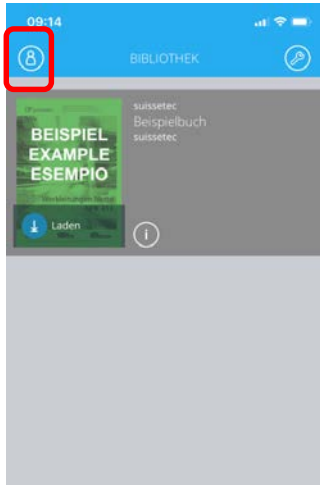 09:14
BIBLIOTHEK
suissetec
Beispielbuch
suissetec
BEISPIEL
EXAMPLE
ESEMPIO
Laden
i